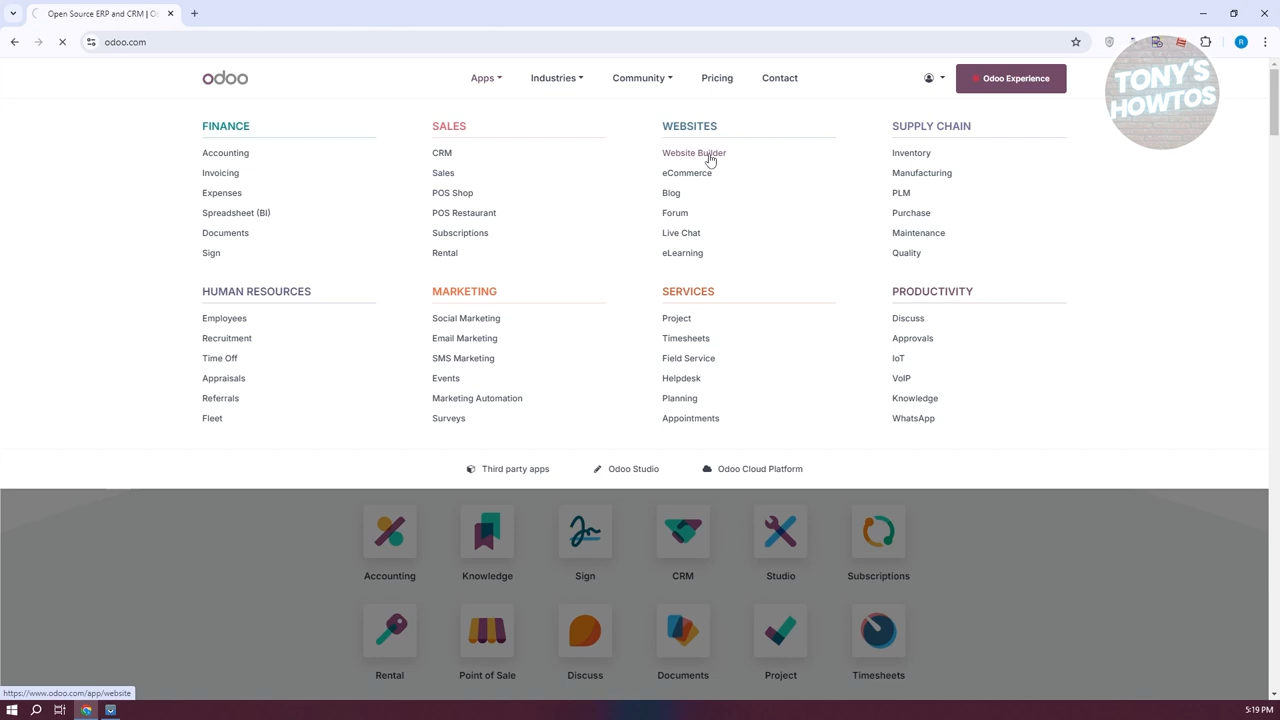 Open Source ERP and CRM | O
odoo.com
odoo
Apps
Industries
Community
Pricing
Contact
Odoo Experience
TONY'S
HOWTOS
FINANCE
Accounting
Invoicing
Expenses
Spreadsheet (BI)
Documents
Sign
SALES
CRM
Sales
POS Shop
POS Restaurant
Subscriptions
Rental
WEBSITES
Website Builder
eCommerce
Blog
Forum
Live Chat
eLearning
SUPPLY CHAIN
Inventory
Manufacturing
PLM
Purchase
Maintenance
Quality
HUMAN RESOURCES
Employees
Recruitment
Time Off
Appraisals
Referrals
Fleet
MARKETING
Social Marketing
Email Marketing
SMS Marketing
Events
Marketing Automation
Surveys
SERVICES
Project
Timesheets
Field Service
Helpdesk
Planning
Appointments
PRODUCTIVITY
Discuss
Approvals
IoT
VoIP
Knowledge
WhatsApp
Third party apps
Odoo Studio
Odoo Cloud Platform
Accounting
Knowledge
Sign
CRM
Studio
Subscriptions
Rental
Point of Sale
Discuss
Documents
Project
Timesheets
https://www.odoo.com/app/website
R
5:19 PM